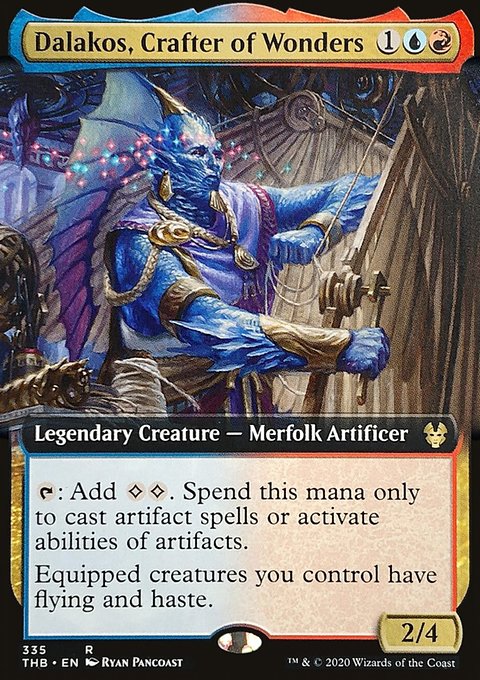 Dalakos, Crafter of Wonders 1
Legendary Creature — Merfolk Artificer
: Add . Spend this mana only
to cast artifact spells or activate
abilities of artifacts.
Equipped creatures you control have
flying and haste.
2/4
335 R
THB • EN Ryan Pancoast
™ & © 2020 Wizards of the Coast